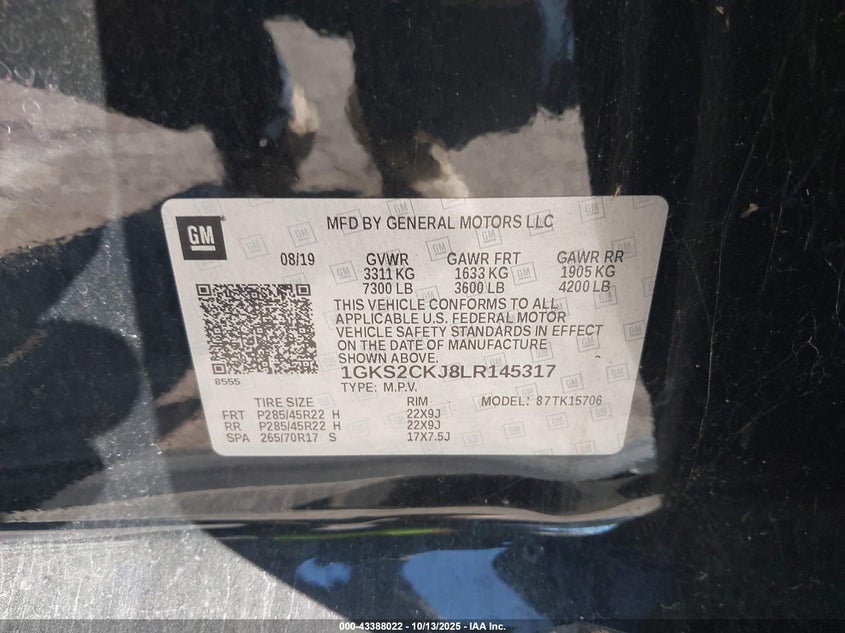 GM
MFD BY GENERAL MOTORS LLC
08/19 GVWR GAWR FRT GAWR RR
3311 KG 1633 KG 1905 KG
7300 LB 3600 LB 4200 LB
THIS VEHICLE CONFORMS TO ALL
APPLICABLE U.S. FEDERAL MOTOR
VEHICLE SAFETY STANDARDS IN EFFECT
ON THE DATE OF MANUFACTURE
SHOWN ABOVE.
8555
1GKS2CKJ8LR145317
TYPE: M.P.V. MODEL: 87TK15706
TIRE SIZE RIM
FRT P285/45R22 H 22X9J
RR P285/45R22 H 22X9J
SPA 265/70R17 S 17X7.5J
000-43388022 - 10/13/2025 - IAA Inc.